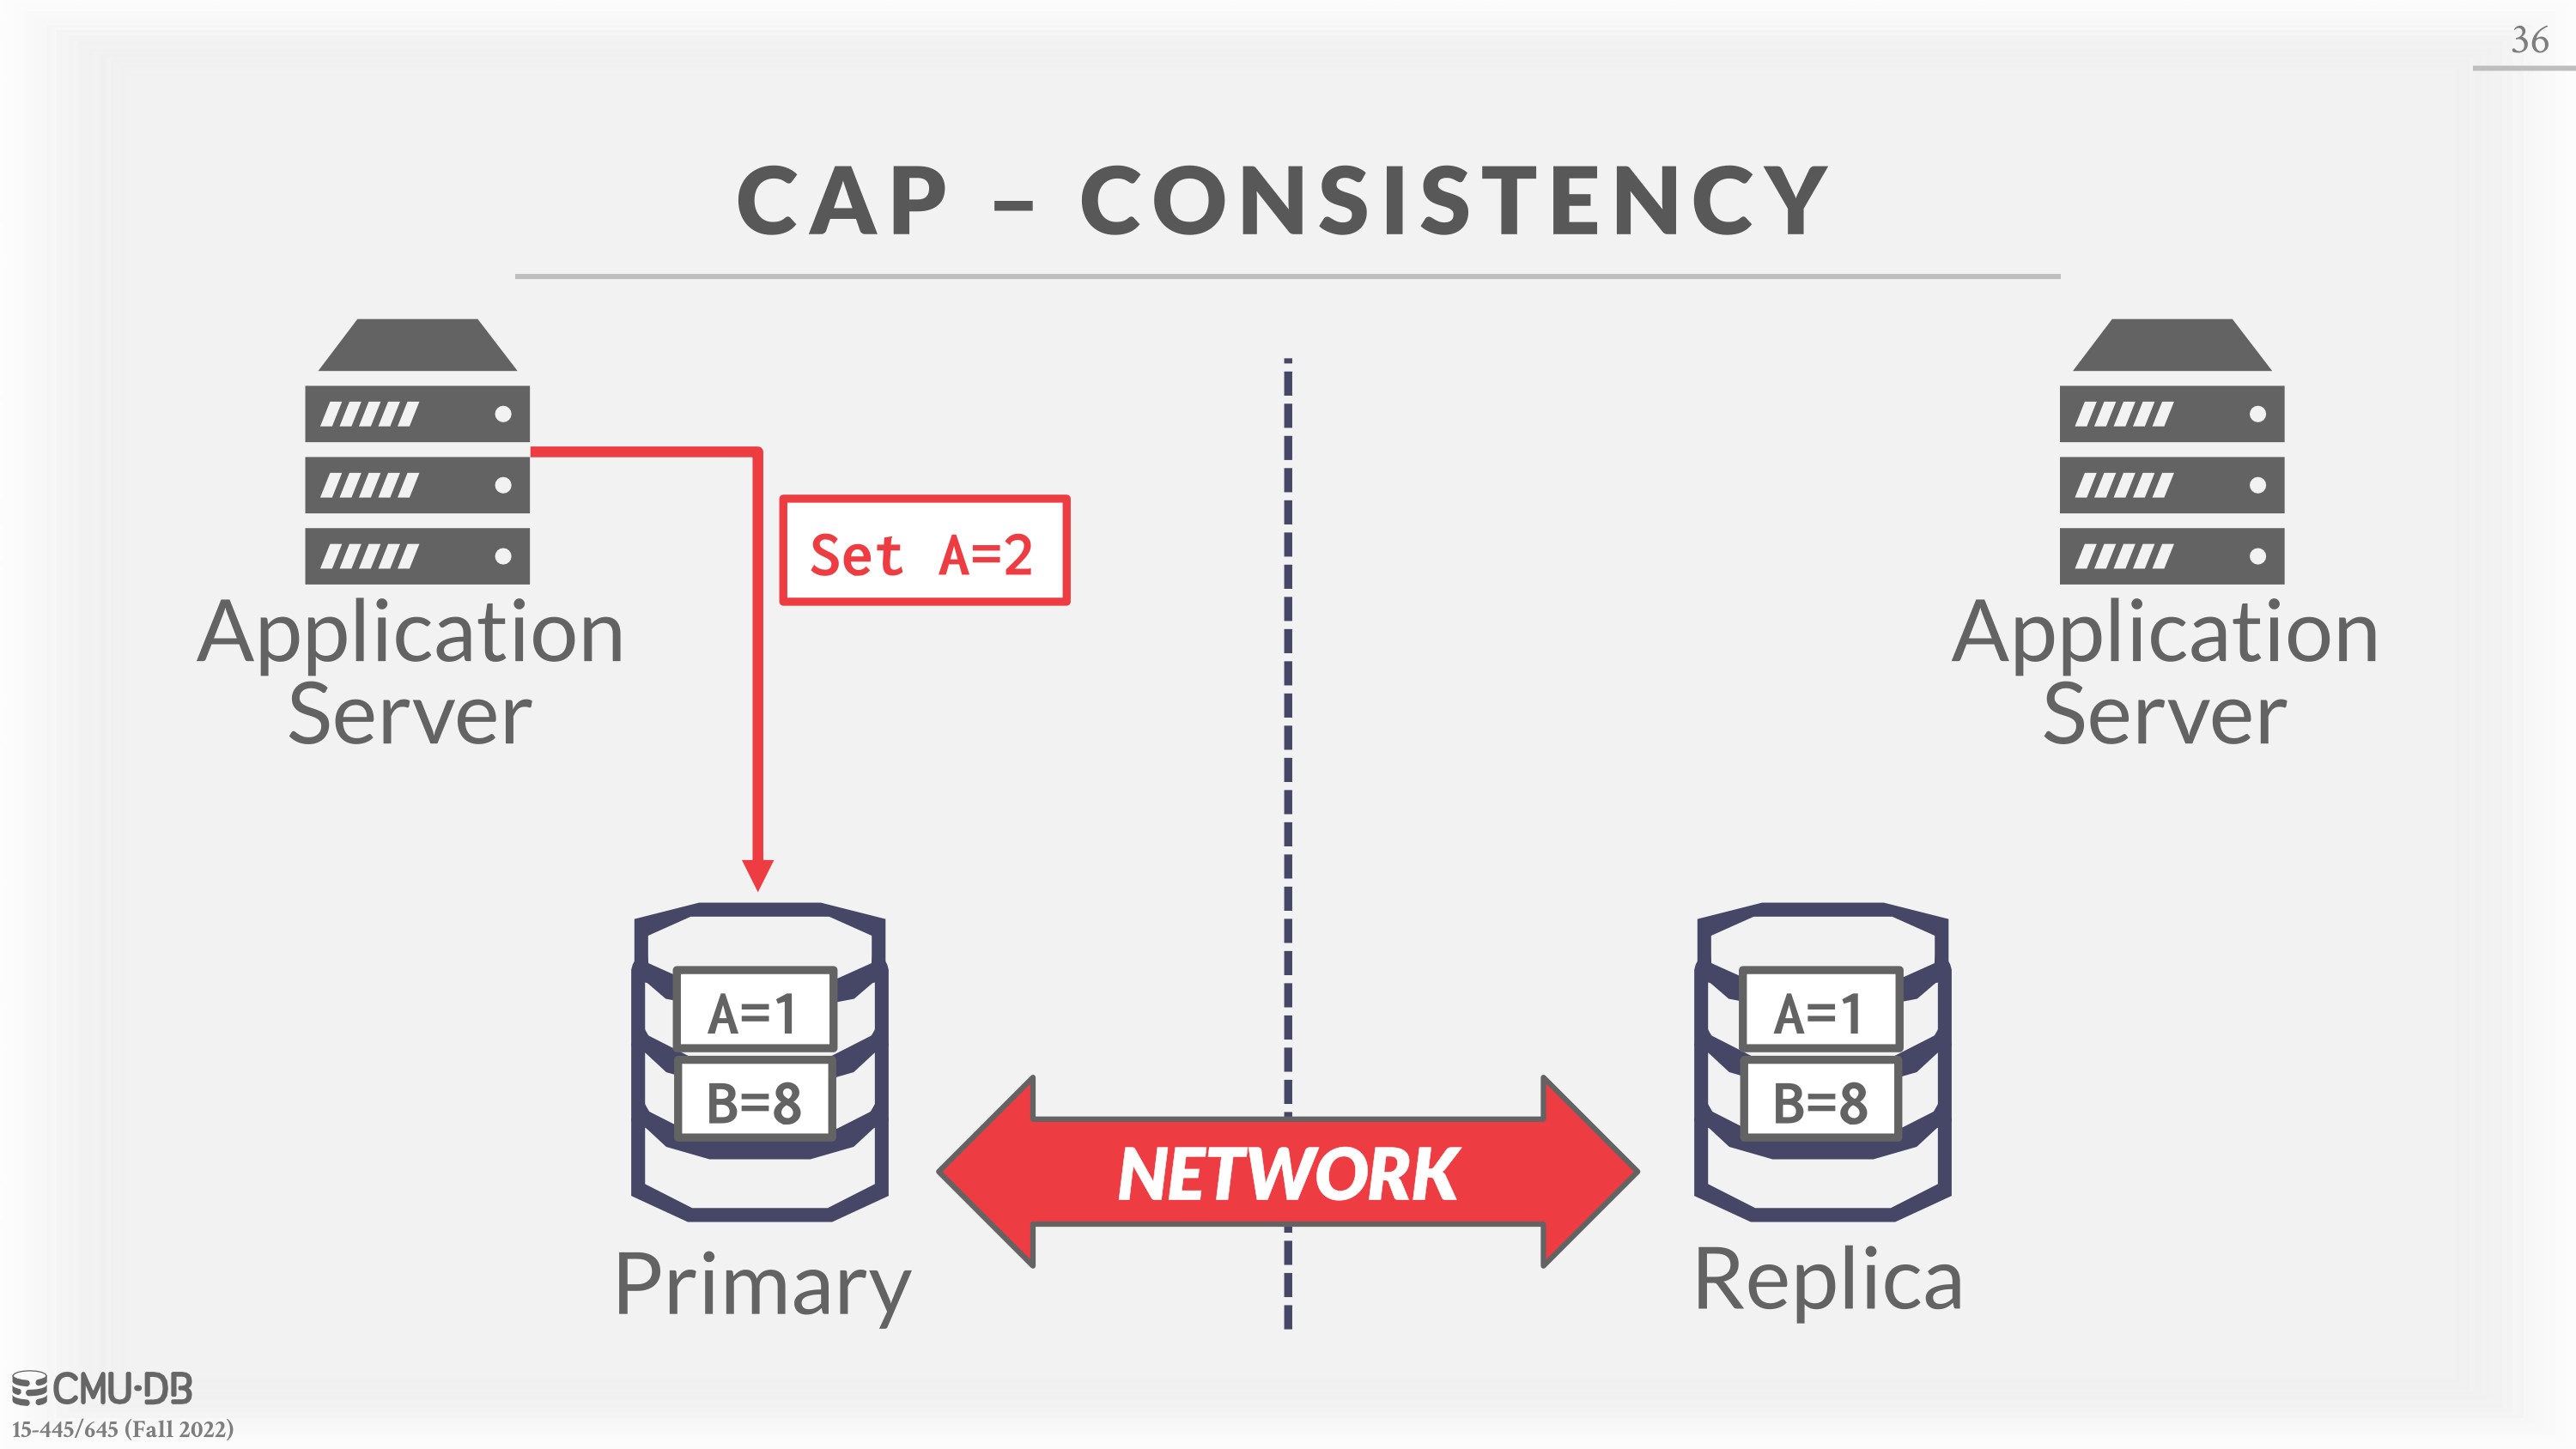 36
CAP – CONSISTENCY
Set A=2
Application
Server
Application
Server
A=1
B=8
A=1
B=8
NETWORK
Primary
Replica
CMU·DB
15-445/645 (Fall 2022)